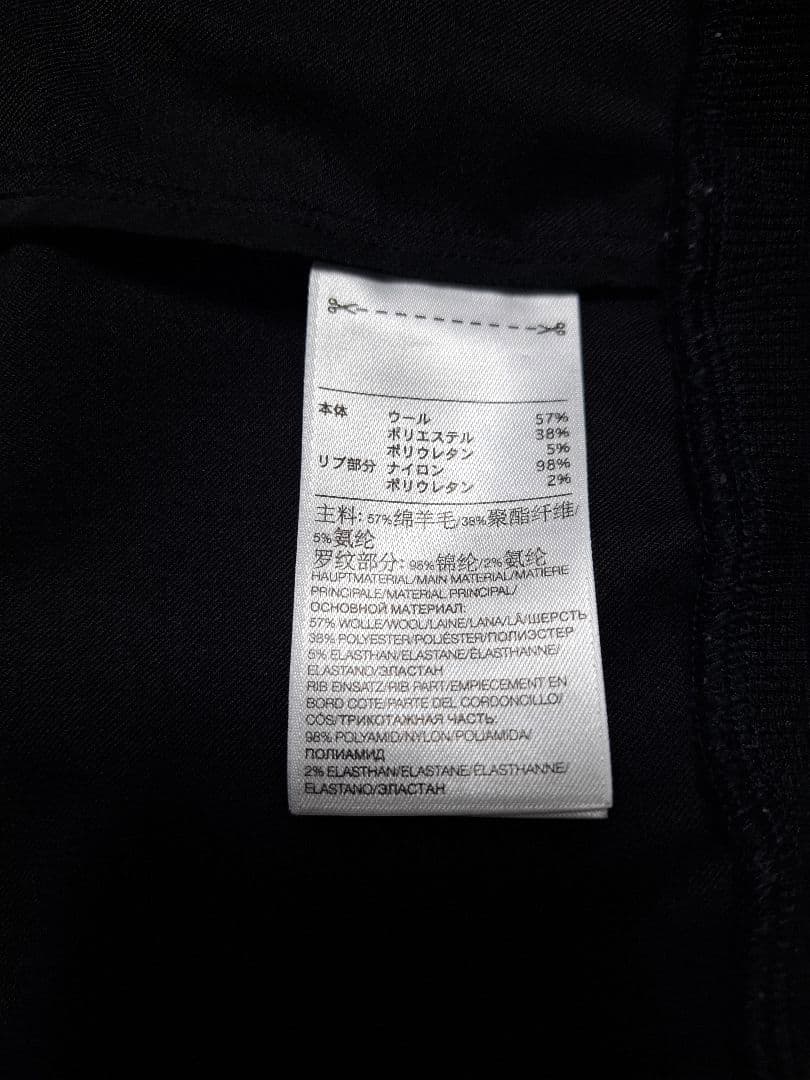 本体 ウール 57%
ポリエステル 38%
ポリウレタン 5%
リブ部分 ナイロン 98%
ポリウレタン 2%
主料: 57%绵羊毛/38%聚酯纤维/
5%氨纶
罗纹部分: 98%锦纶/2%氨纶
HAUPTMATERIAL/MAIN MATERIAL/MATIERE
PRINCIPALE/MATERIAL PRINCIPAL/
ОСНОВНОЙ МАТЕРИАЛ:
57% WOLLE/WOOL/LAINE/LANA/LÃ/ШЕРСТЬ
38% POLYESTER/POLIÉSTER/ПОЛИЭСТЕР
5% ELASTHAN/ELASTANE/ÉLASTHANNE/
ELASTANO/ЭЛАСТАН
RIB EINSATZ/RIB PART/EMPIECEMENT EN
BORD COTE/PARTE DEL CORDONCILLO/
CÓS/ТРИКОТАЖНАЯ ЧАСТЬ:
98% POLYAMID/NYLON/POLIAMIDA/
ПОЛИАМИД
2% ELASTHAN/ELASTANE/ÉLASTHANNE/
ELASTANO/ЭЛАСТАН